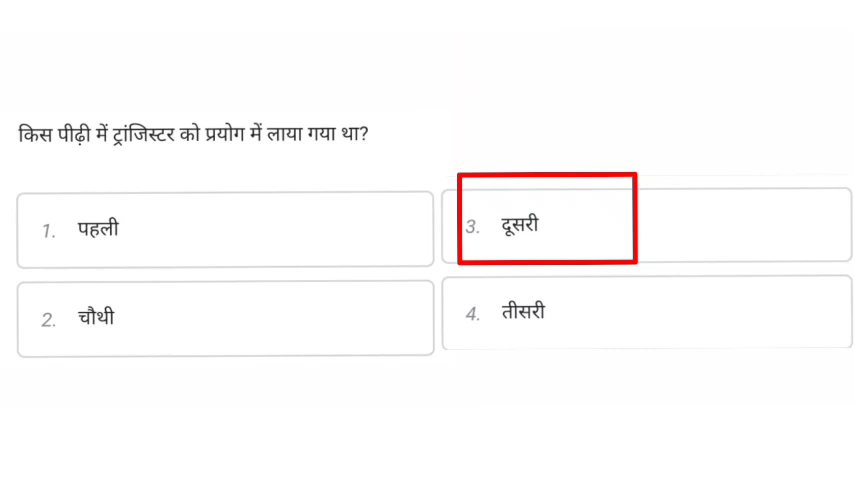 किस पीढ़ी में ट्रांजिस्टर को प्रयोग में लाया गया था?
1. पहली
2. चौथी
3. दूसरी
4. तीसरी